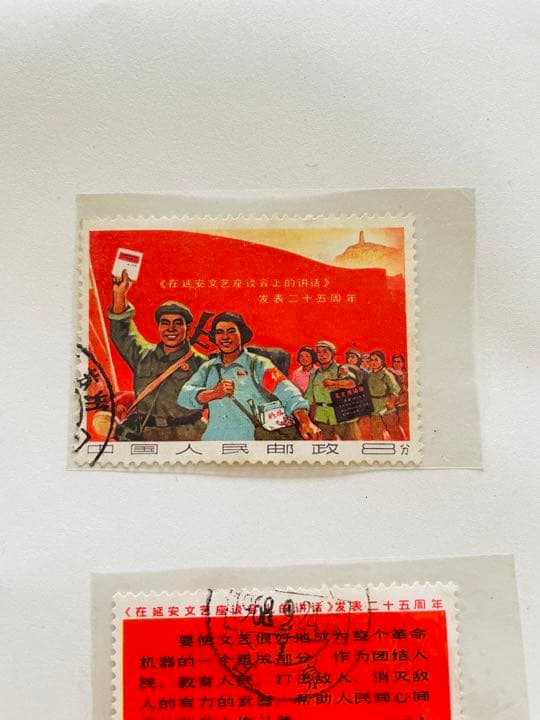 《在延安文艺座谈会上的讲话》
发表二十五周年
中国人民邮政 8分
《在延安文艺座谈会上的讲话》发表二十五周年
要使文艺很好地成为整个革命
机器的一个组成部分，作为团结人
民、教育人民、打击敌人、消灭敌
人的有力的武器，帮助人民同心同